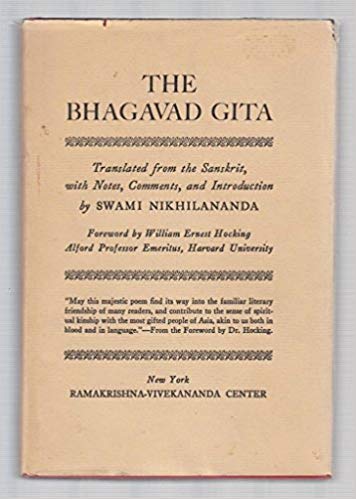 THE
BHAGAVAD GITA
Translated from the Sanskrit,
with Notes, Comments, and Introduction
by SWAMI NIKHILANANDA
Foreword by William Ernest Hocking
Alford Professor Emeritus, Harvard University
"May this majestic poem find its way into the familiar literary
friendship of many readers, and contribute to the sense of spirit-
ual kinship with the most gifted people of Asia, akin to us both in
blood and in language."—From the Foreword by Dr. Hocking.
New York
RAMAKRISHNA-VIVEKANANDA CENTER